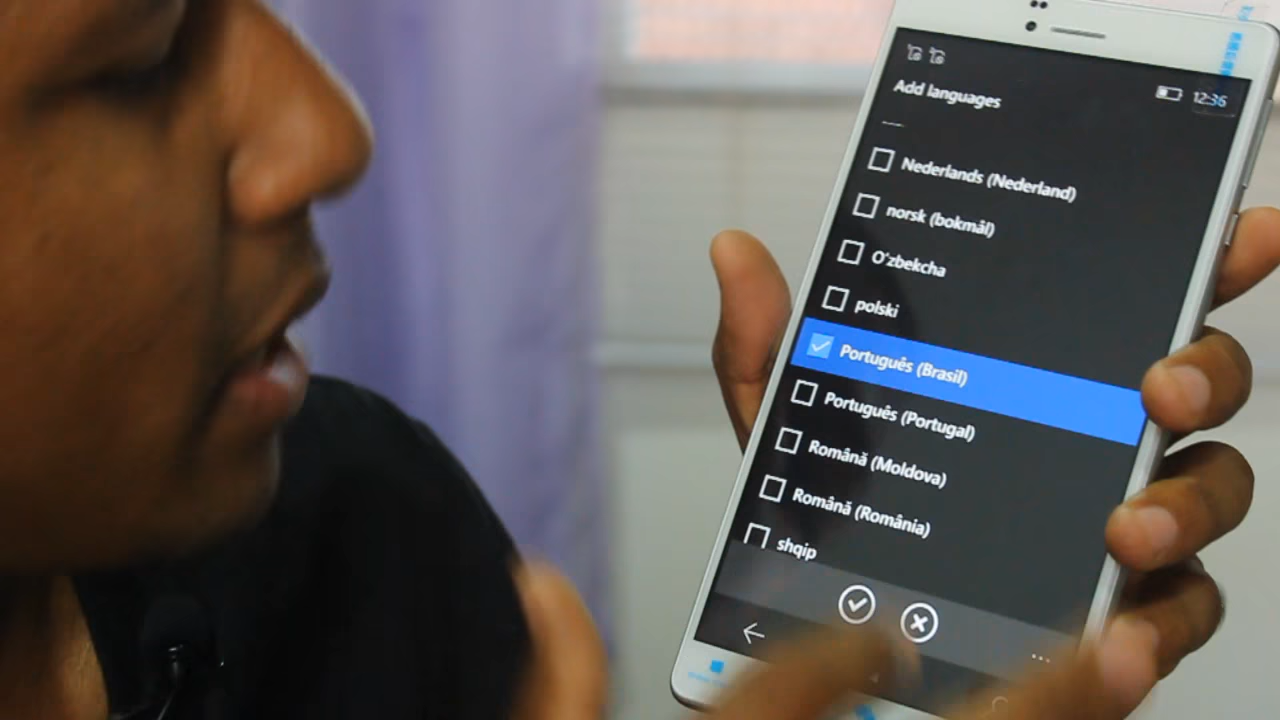 12:36
Add languages
Nederlands (Nederland)
norsk (bokmål)
O'zbekcha
polski
Português (Brasil)
Português (Portugal)
Română (Moldova)
Română (România)
shqip